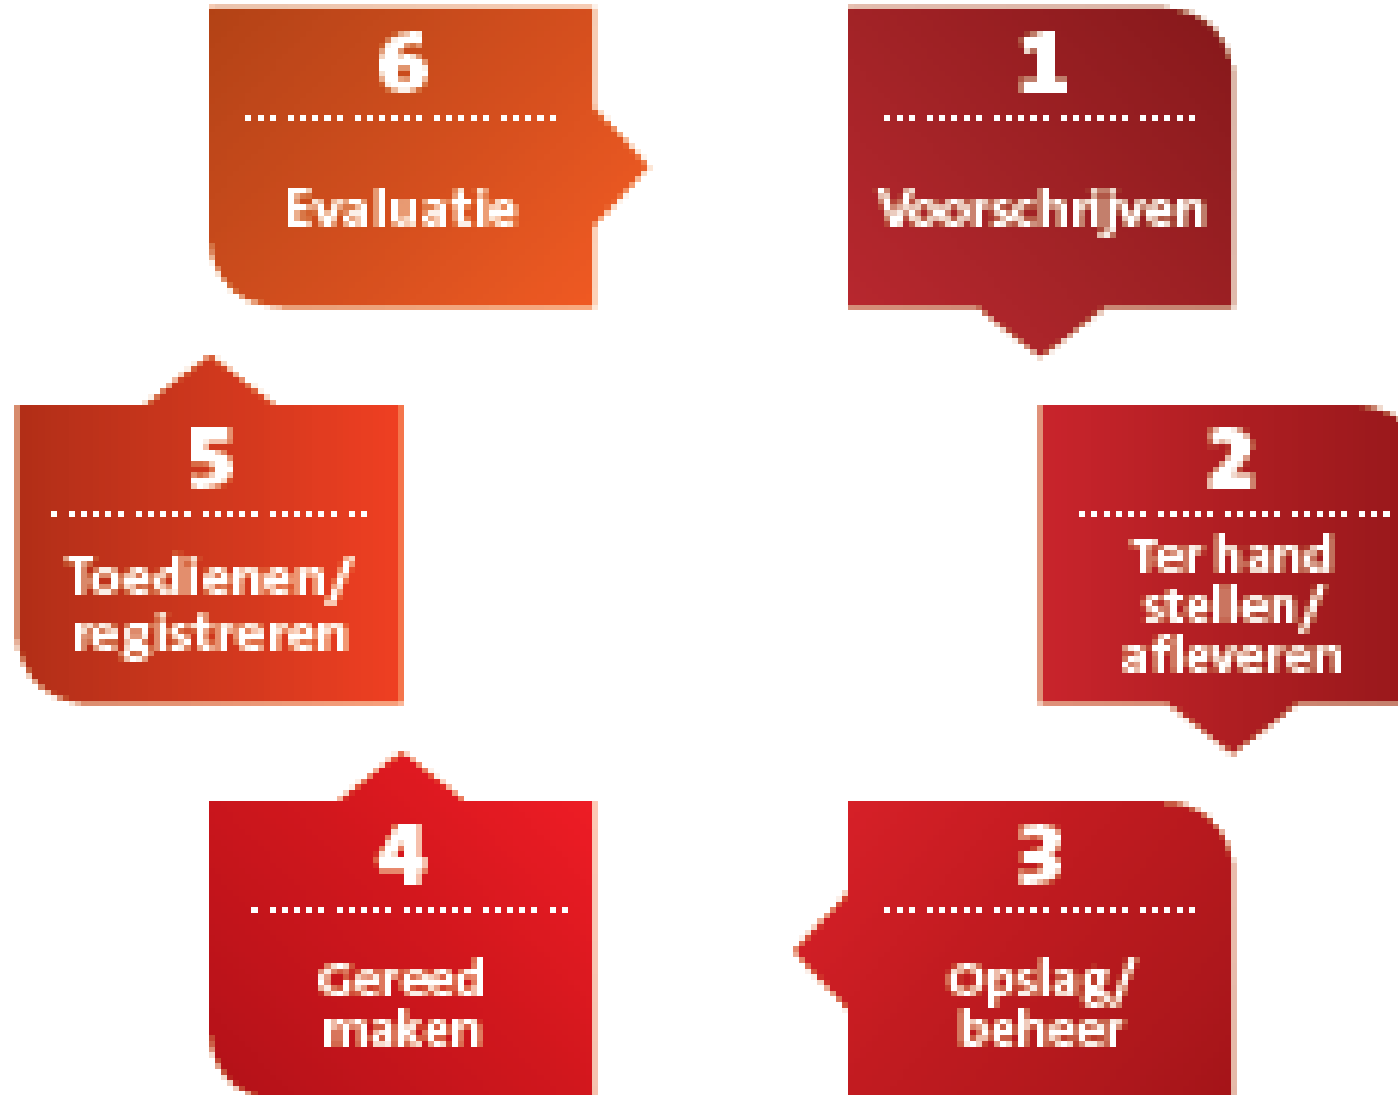 1
Voorschrijven
2
Ter hand
stellen/
afleveren
3
Opslag/
beheer
4
Gereed
maken
5
Toedienen/
registreren
6
Evaluatie